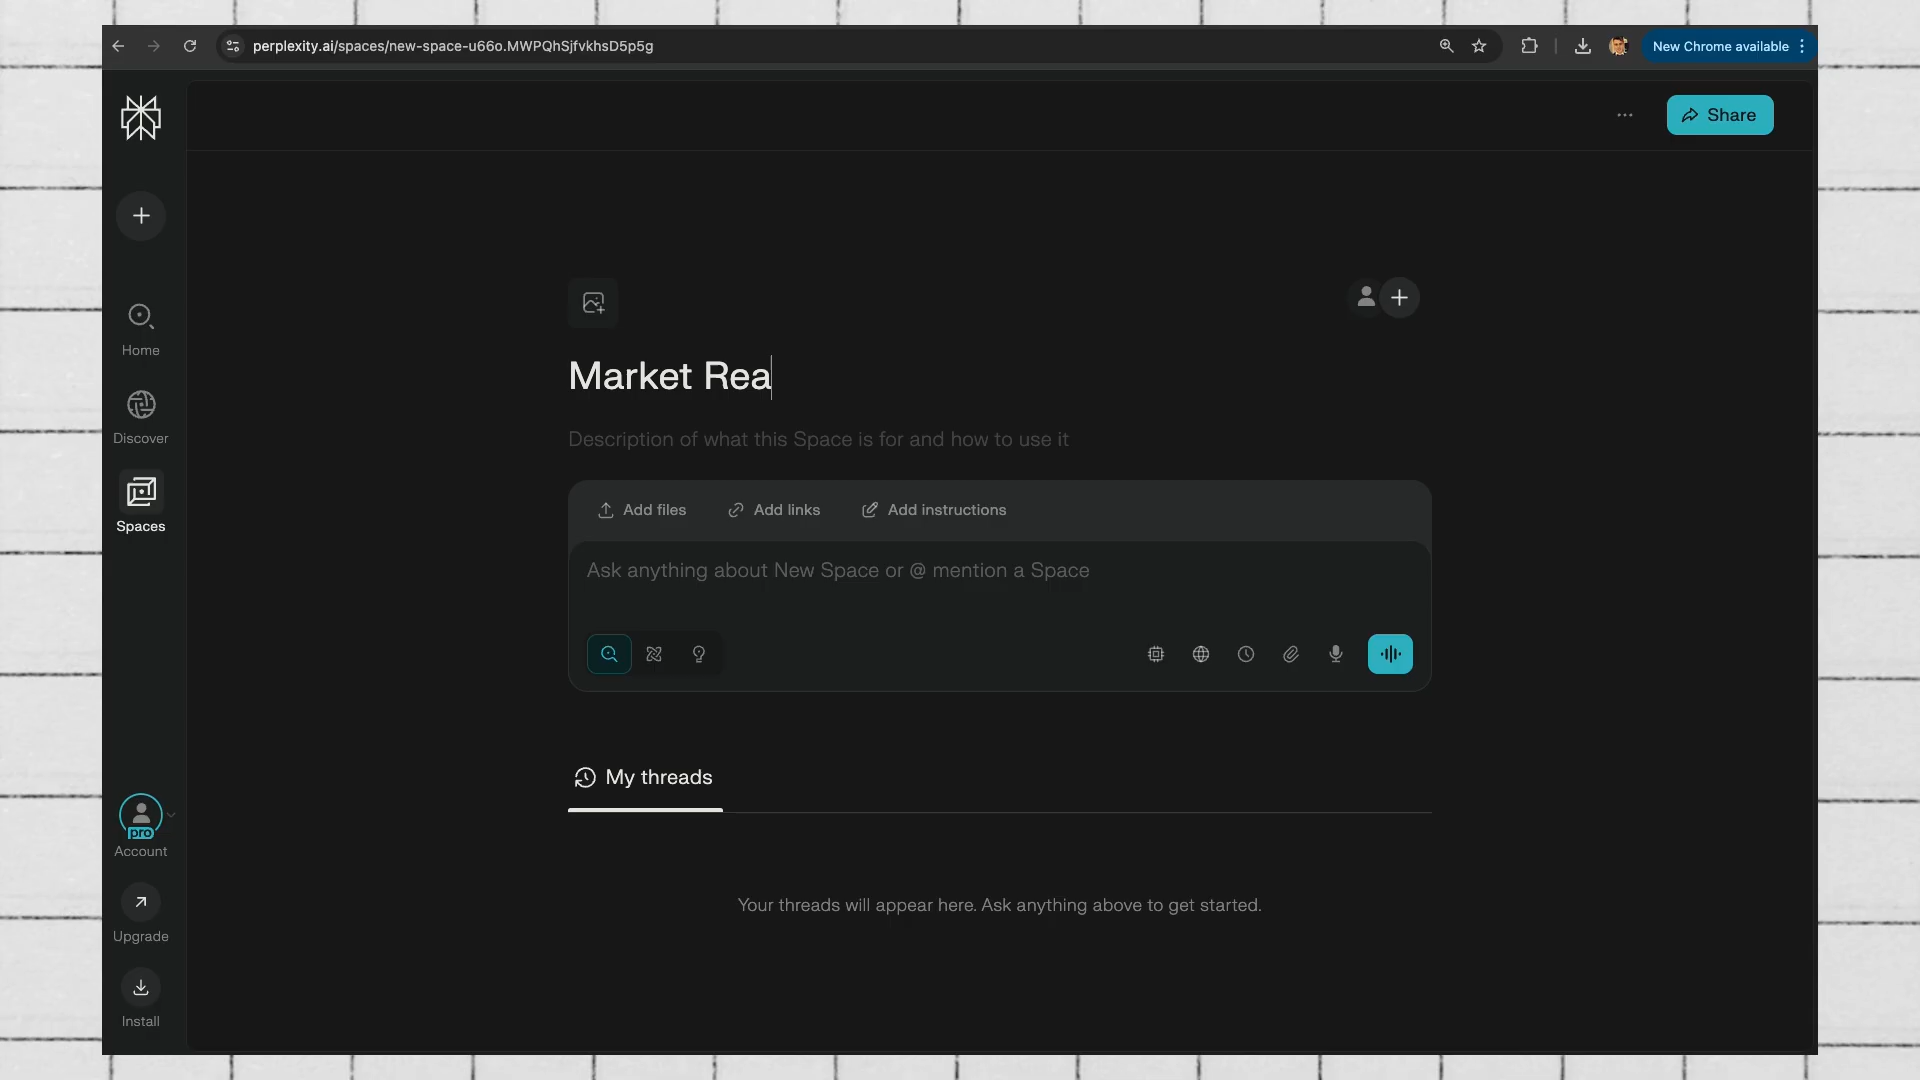 perplexity.ai/spaces/new-space-u66o.MWPQhSjfvkhsD5p5g
New Chrome available
Share
Home
Discover
Spaces
Market Rea
Description of what this Space is for and how to use it
Add files Add links Add instructions
Ask anything about New Space or @ mention a Space
My threads
Your threads will appear here. Ask anything above to get started.
pro
Account
Upgrade
Install